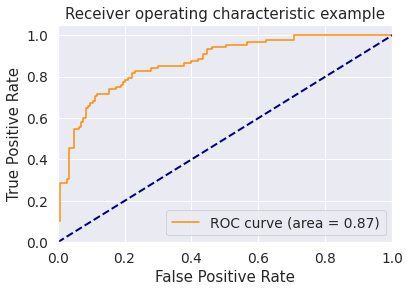 Receiver operating characteristic example
True Positive Rate
1.0
0.8
0.6
0.4
0.2
0.0
ROC curve (area = 0.87)
0.0 0.2 0.4 0.6 0.8 1.0
False Positive Rate